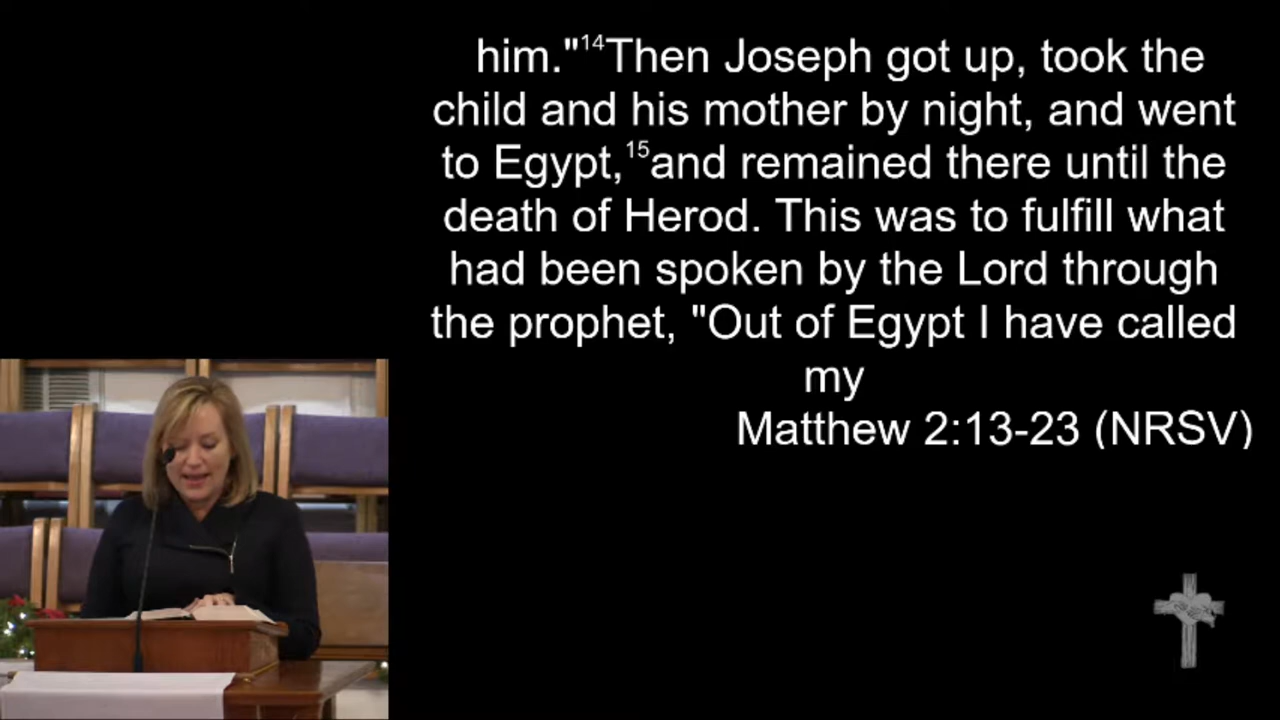 him."14Then Joseph got up, took the
child and his mother by night, and went
to Egypt,15and remained there until the
death of Herod. This was to fulfill what
had been spoken by the Lord through
the prophet, "Out of Egypt I have called
my
Matthew 2:13-23 (NRSV)